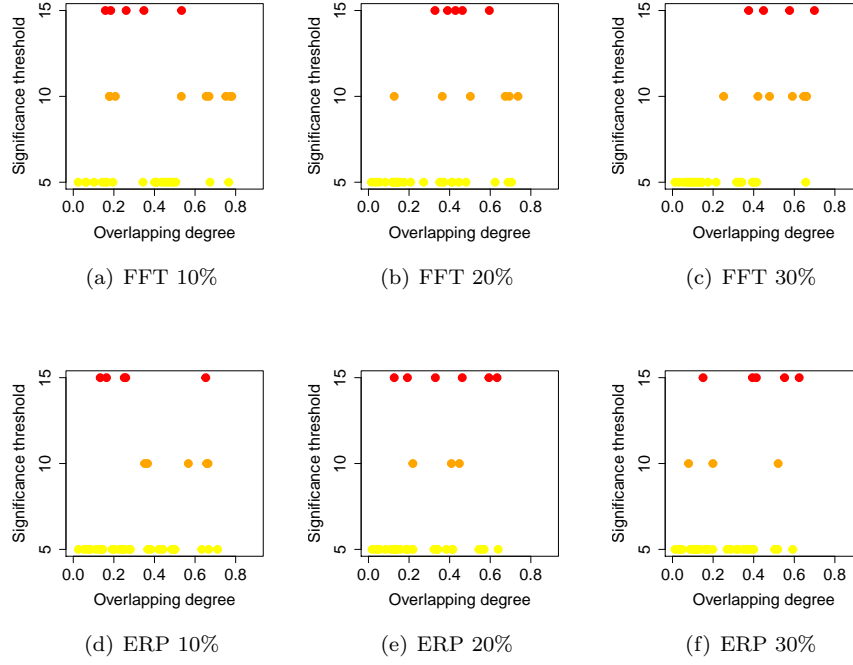 Significance threshold
15
10
5
0.0 0.2 0.4 0.6 0.8
Overlapping degree
(a) FFT 10%
Significance threshold
15
10
5
0.0 0.2 0.4 0.6 0.8
Overlapping degree
(b) FFT 20%
Significance threshold
15
10
5
0.0 0.2 0.4 0.6 0.8
Overlapping degree
(c) FFT 30%
Significance threshold
15
10
5
0.0 0.2 0.4 0.6 0.8
Overlapping degree
(d) ERP 10%
Significance threshold
15
10
5
0.0 0.2 0.4 0.6 0.8
Overlapping degree
(e) ERP 20%
Significance threshold
15
10
5
0.0 0.2 0.4 0.6 0.8
Overlapping degree
(f) ERP 30%